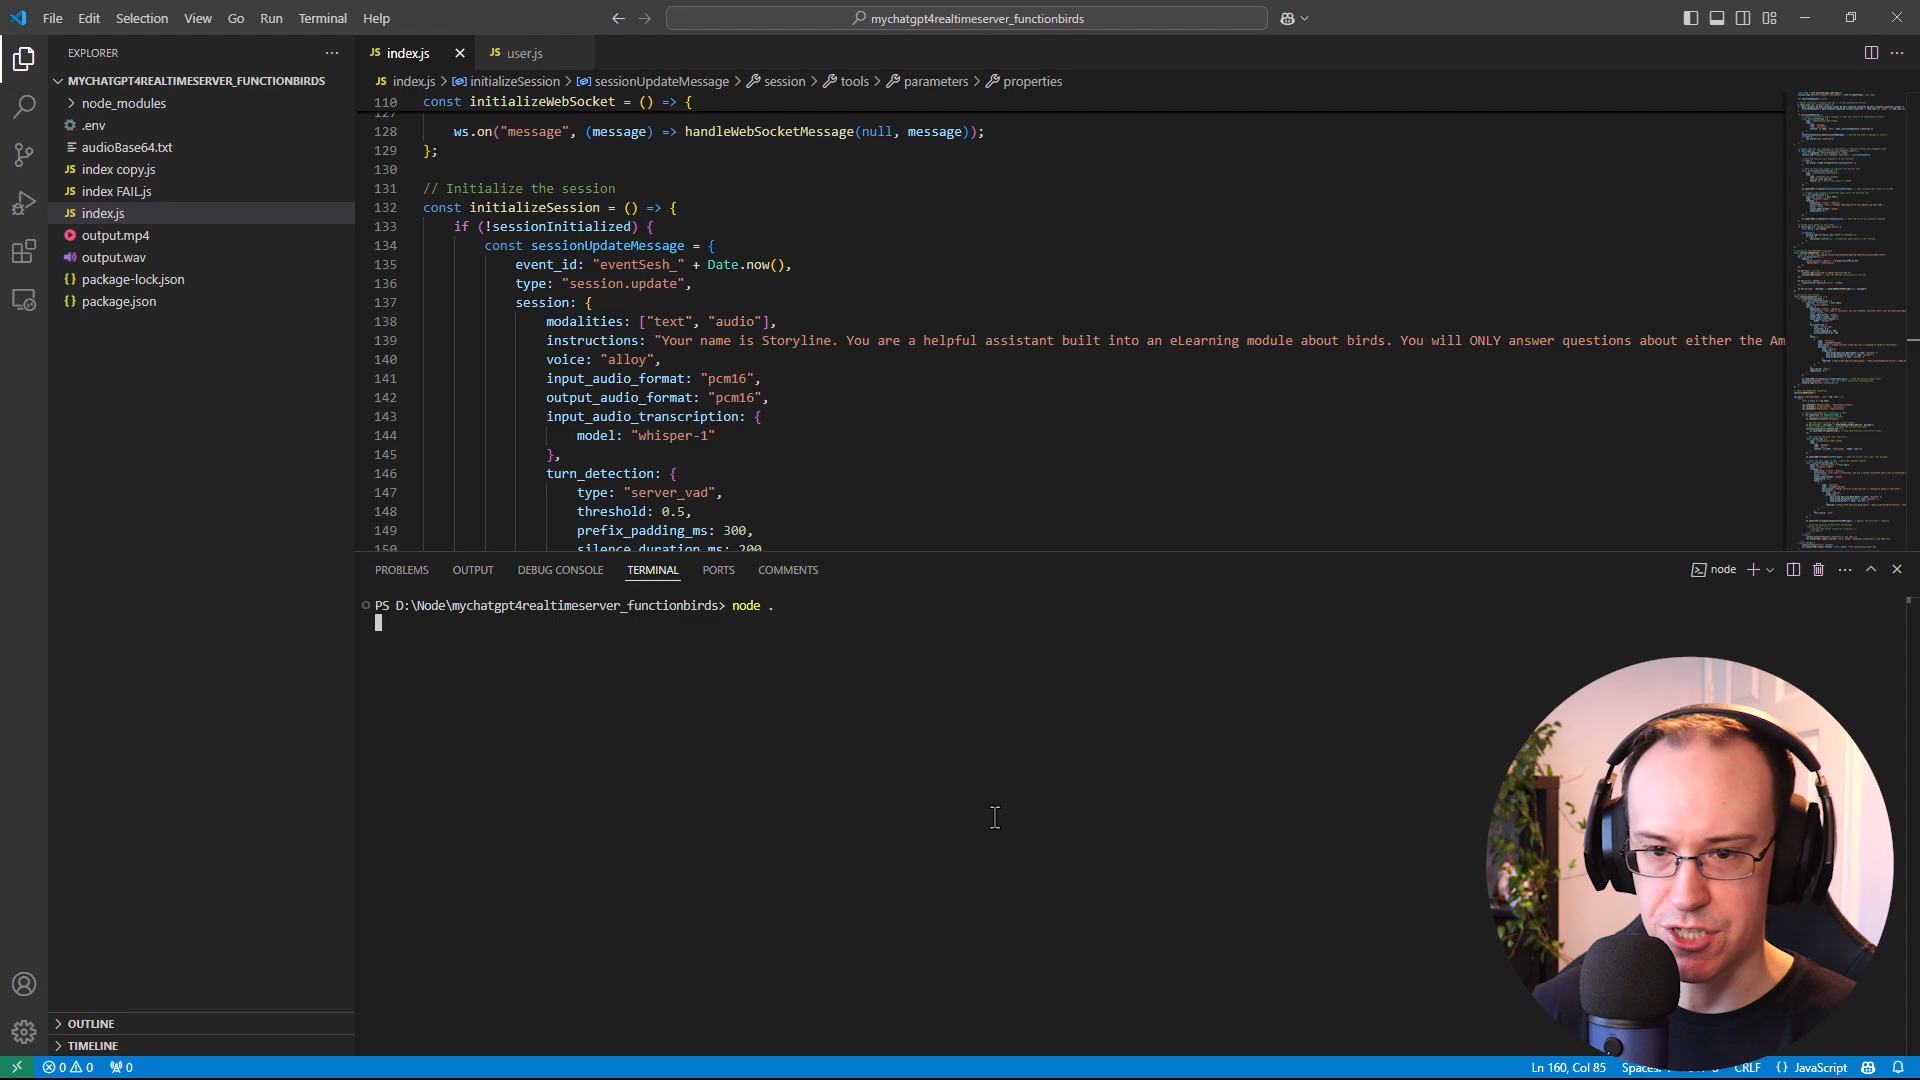 File Edit Selection View Go Run Terminal Help
mychatgpt4realtimeserver_functionbirds
EXPLORER
index.js
user.js
MYCHATGPT4REALTIMESERVER_FUNCTIONBIRDS
node_modules
.env
audioBase64.txt
index copy.js
index FAIL.js
index.js
output.mp4
output.wav
package-lock.json
package.json
OUTLINE
TIMELINE
index.js > initializeSession > sessionUpdateMessage > session > tools > parameters > properties
110 const initializeWebSocket = () => {
127
128 ws.on("message", (message) => handleWebSocketMessage(null, message));
129 };
130
131 // Initialize the session
132 const initializeSession = () => {
133 if (!sessionInitialized) {
134 const sessionUpdateMessage = {
135 event_id: "eventSesh_" + Date.now(),
136 type: "session.update",
137 session: {
138 modalities: ["text", "audio"],
139 instructions: "Your name is Storyline. You are a helpful assistant built into an eLearning module about birds. You will ONLY answer questions about either the Am
140 voice: "alloy",
141 input_audio_format: "pcm16",
142 output_audio_format: "pcm16",
143 input_audio_transcription: {
144 model: "whisper-1"
145 },
146 turn_detection: {
147 type: "server_vad",
148 threshold: 0.5,
149 prefix_padding_ms: 300,
150 silence_duration_ms: 200
PROBLEMS OUTPUT DEBUG CONSOLE TERMINAL PORTS COMMENTS
node
PS D:\Node\mychatgpt4realtimeserver_functionbirds> node .
0 0 0
Ln 160, Col 85 Spaces: CRLF {} JavaScript